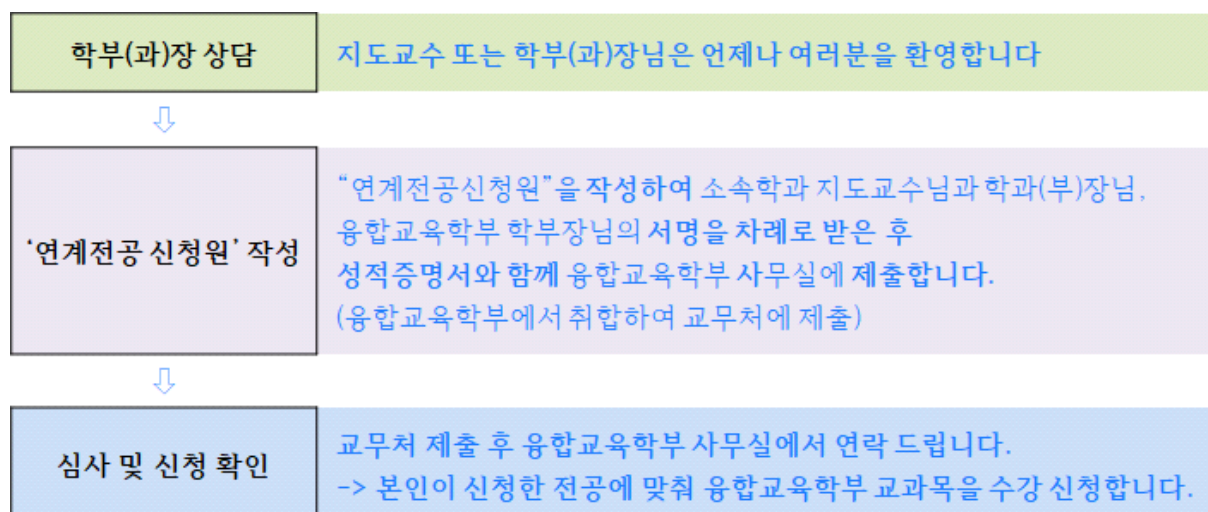 학부(과)장 상담
지도교수 또는 학부(과)장님은 언제나 여러분을 환영합니다
‘연계전공 신청원’ 작성
“연계전공신청원”을 작성하여 소속학과 지도교수님과 학과(부)장님,
융합교육학부 학부장님의 서명을 차례로 받은 후
성적증명서와 함께 융합교육학부 사무실에 제출합니다.
(융합교육학부에서 취합하여 교무처에 제출)
심사 및 신청 확인
교무처 제출 후 융합교육학부 사무실에서 연락 드립니다.
-> 본인이 신청한 전공에 맞춰 융합교육학부 교과목을 수강 신청합니다.